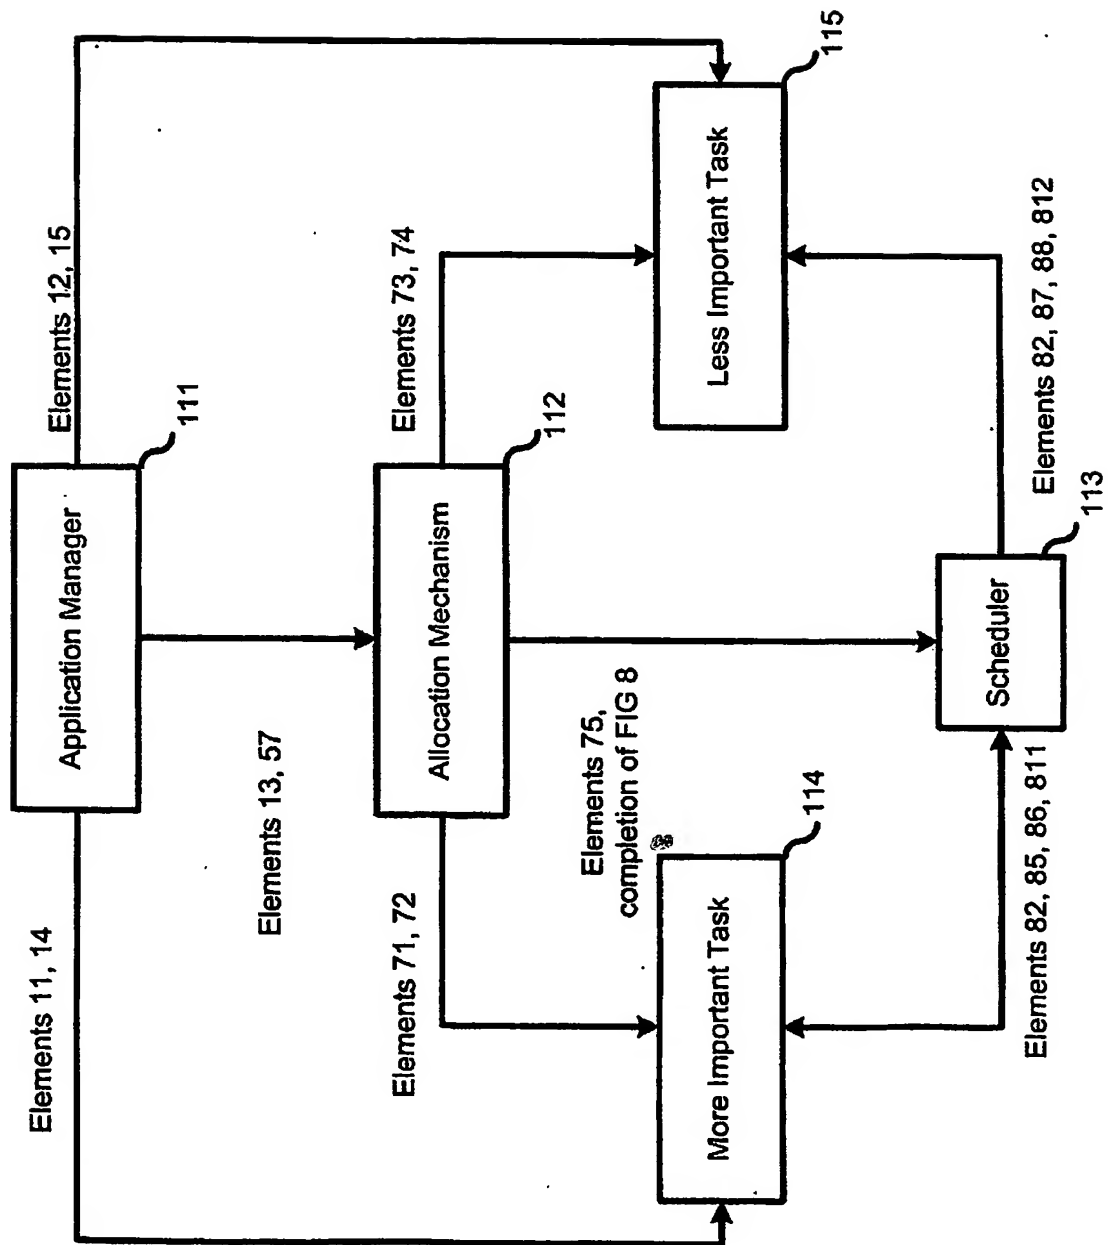 Application Manager
111
Elements 11, 14
Elements 12, 15
Elements 13, 57
Allocation Mechanism
112
Elements 71, 72
Elements 73, 74
Elements 75,
completion of FIG 8
More Important Task
114
Less Important Task
115
Scheduler
113
Elements 82, 85, 86, 811
Elements 82, 87, 88, 812